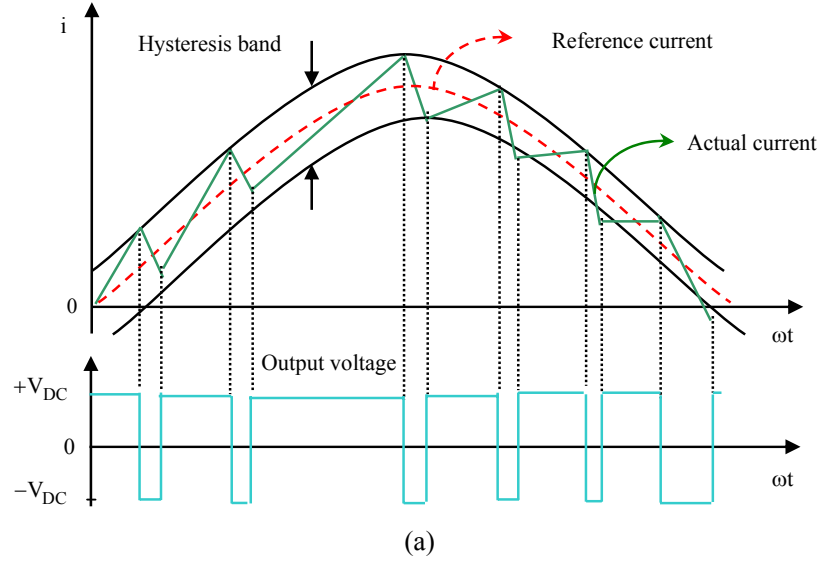 i
Hysteresis band
Reference current
Actual current
0
ωt
Output voltage
+V_DC
0
ωt
−V_DC
(a)